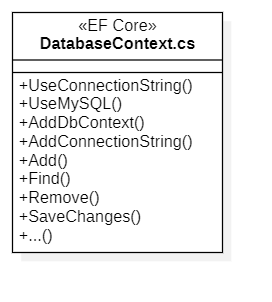 «EF Core»
DatabaseContext.cs
+UseConnectionString()
+UseMySQL()
+AddDbContext()
+AddConnectionString()
+Add()
+Find()
+Remove()
+SaveChanges()
+...()